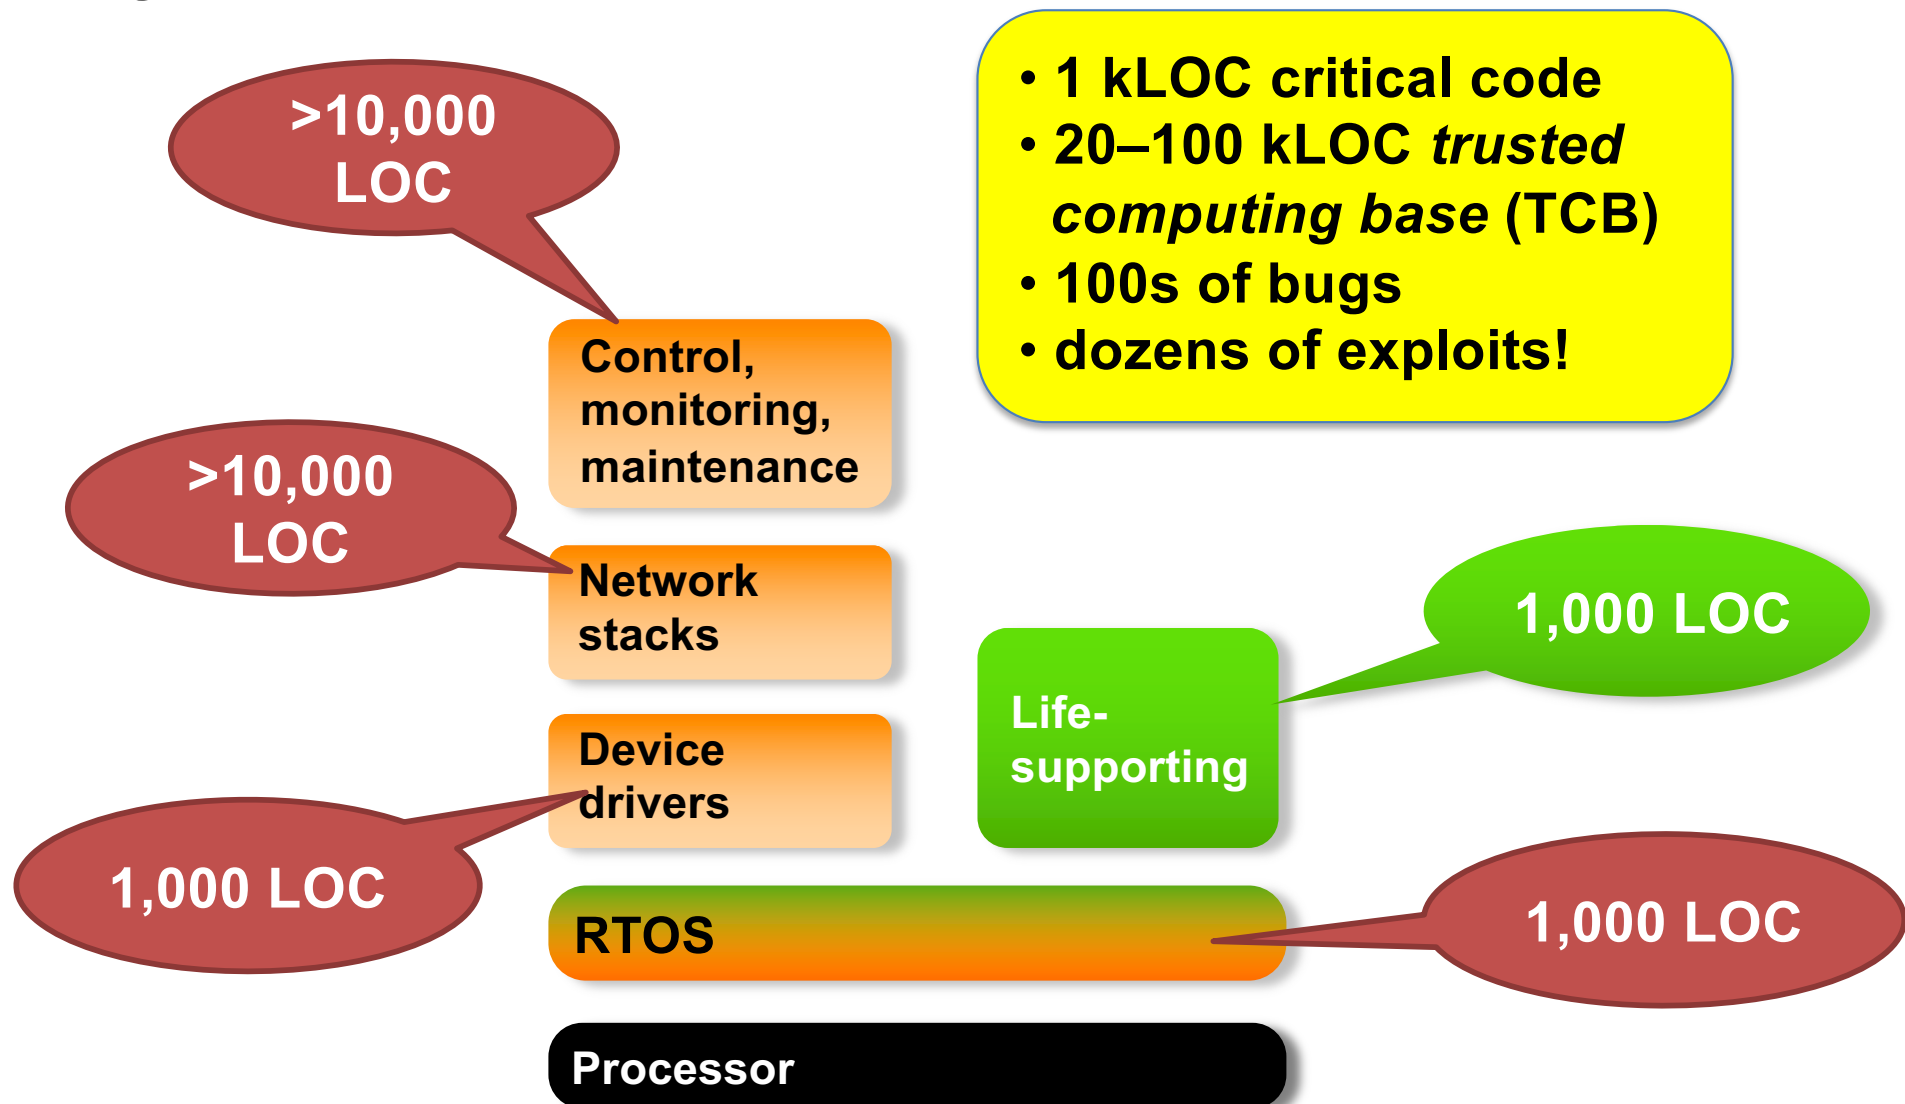 >10,000
LOC
• 1 kLOC critical code
• 20–100 kLOC trusted
computing base (TCB)
• 100s of bugs
• dozens of exploits!
Control,
monitoring,
maintenance
>10,000
LOC
Network
stacks
1,000 LOC
Life-
supporting
Device
drivers
1,000 LOC
RTOS
1,000 LOC
Processor